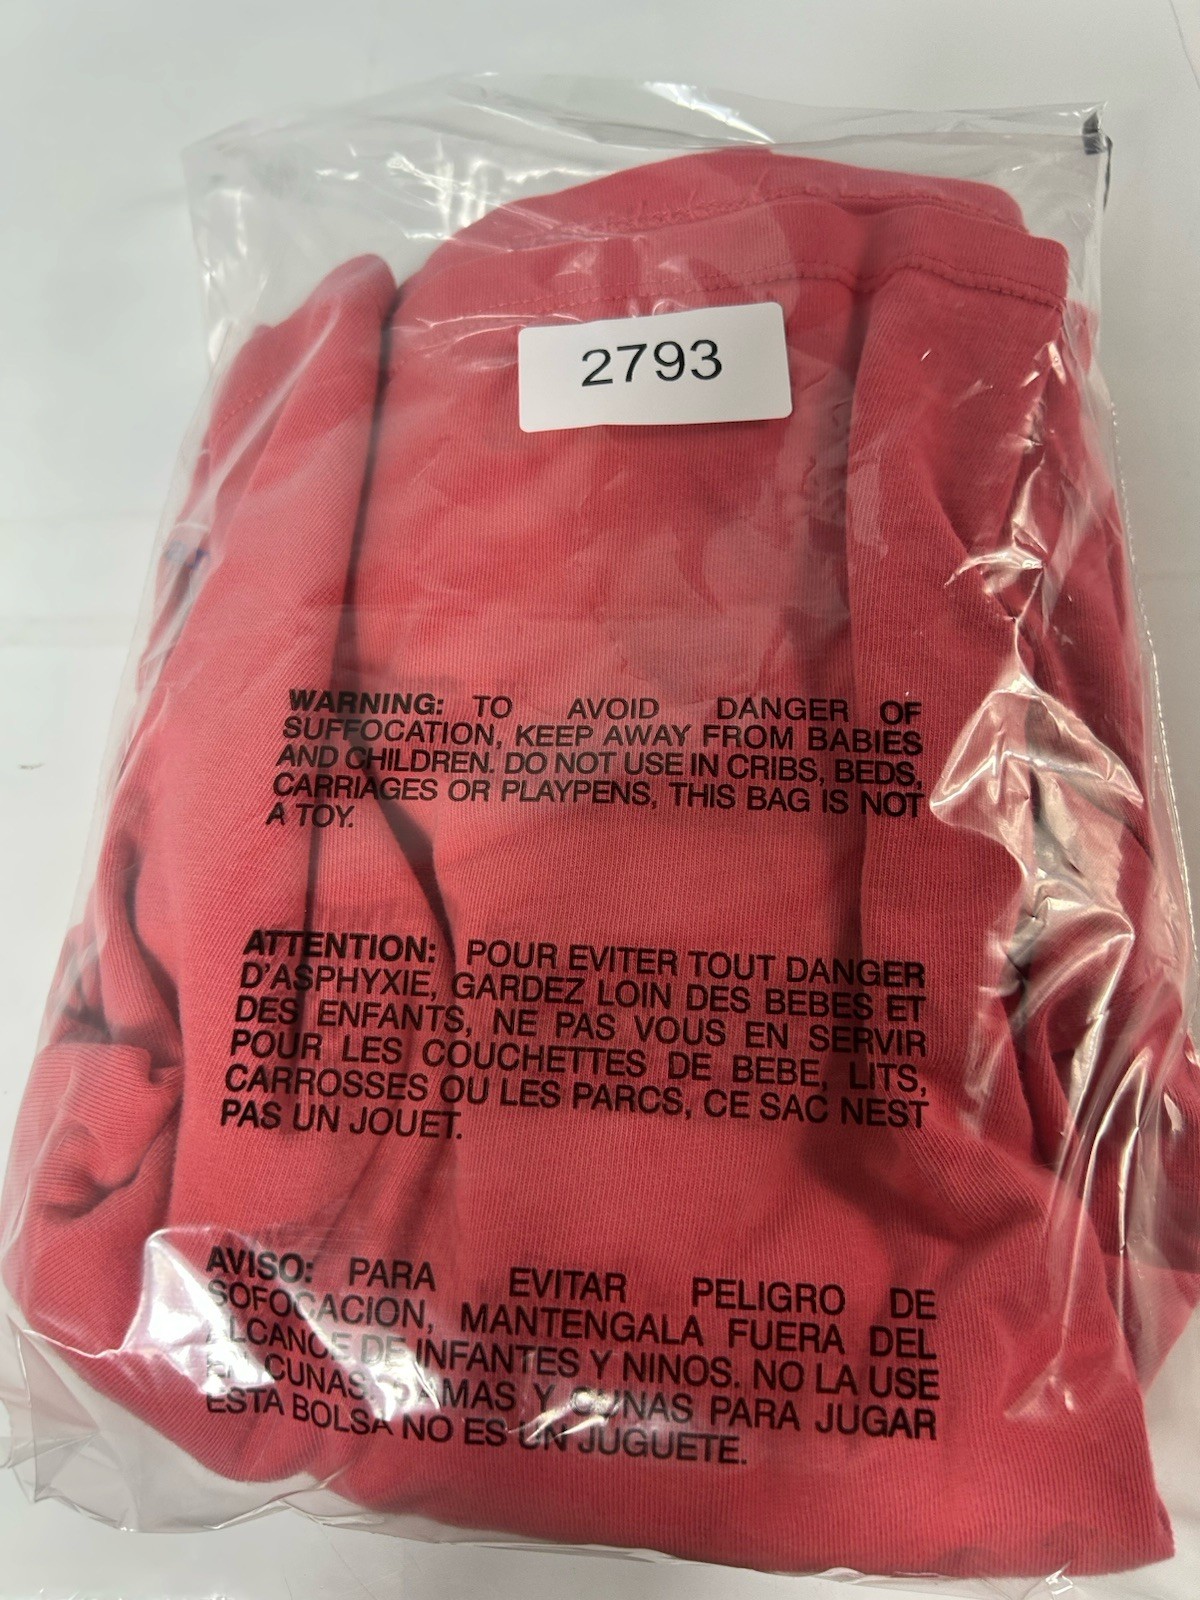 2793
WARNING: TO AVOID DANGER OF
SUFFOCATION, KEEP AWAY FROM BABIES
AND CHILDREN. DO NOT USE IN CRIBS, BEDS,
CARRIAGES OR PLAYPENS, THIS BAG IS NOT
A TOY.
ATTENTION: POUR EVITER TOUT DANGER
D'ASPHYXIE, GARDEZ LOIN DES BEBES ET
DES ENFANTS, NE PAS VOUS EN SERVIR
POUR LES COUCHETTES DE BEBE, LITS,
CARROSSES OU LES PARCS, CE SAC NEST
PAS UN JOUET.
AVISO: PARA EVITAR PELIGRO DE
SOFOCACION, MANTENGALA FUERA DEL
ALCANCE DE INFANTES Y NINOS. NO LA USE
EN CUNAS, CAMAS Y CUNAS PARA JUGAR
ESTA BOLSA NO ES UN JUGUETE.